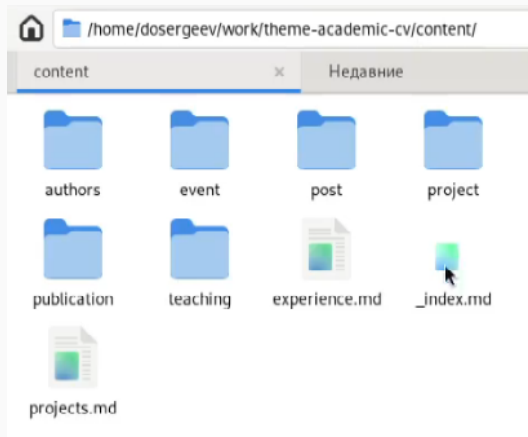 /home/dosergeev/work/theme-academic-cv/content/
content × Недавние
authors event post project
publication teaching experience.md _index.md
projects.md